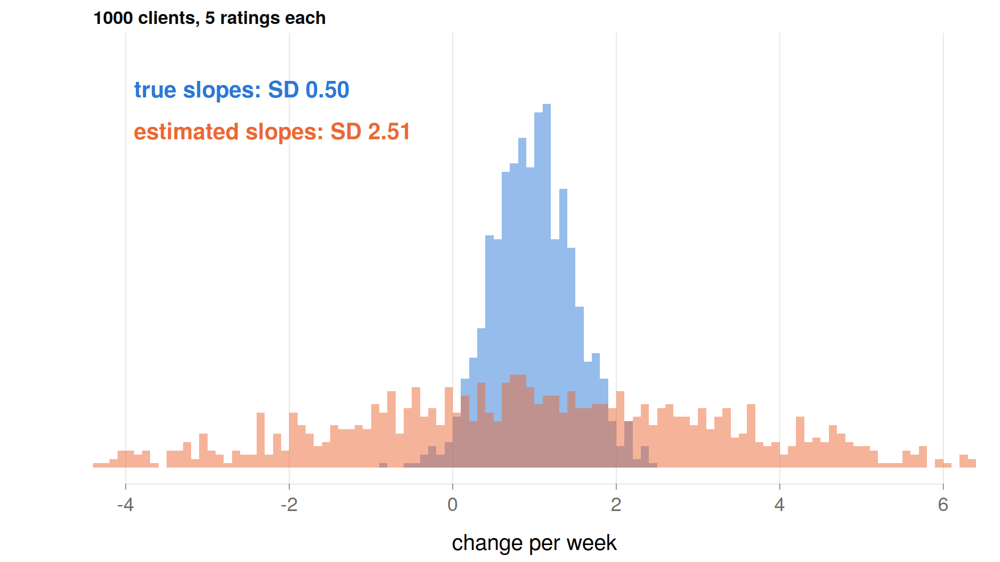 1000 clients, 5 ratings each
true slopes: SD 0.50
estimated slopes: SD 2.51
-4 -2 0 2 4 6
change per week